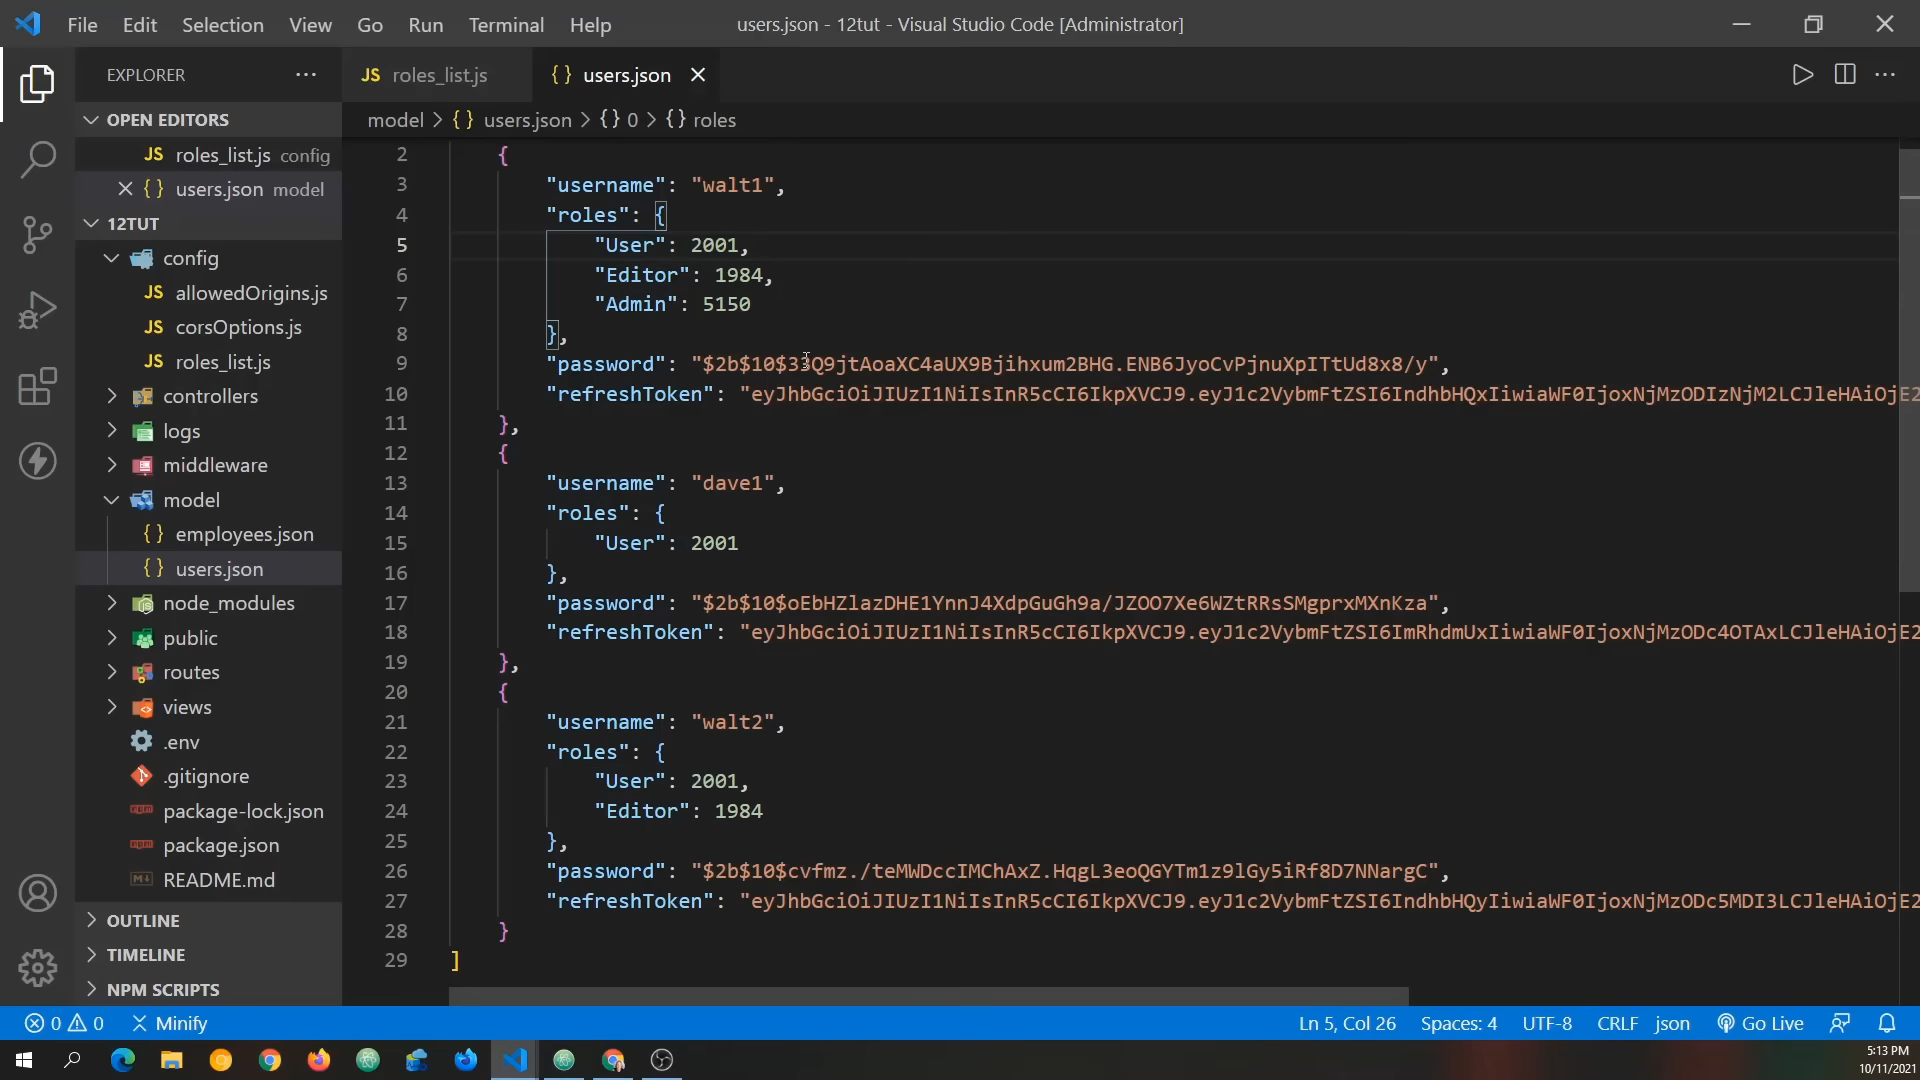 File Edit Selection View Go Run Terminal Help
users.json - 12tut - Visual Studio Code [Administrator]
EXPLORER
JS roles_list.js
{ } users.json
model > { } users.json > { } 0 > { } roles
OPEN EDITORS
JS roles_list.js config
{ } users.json model
12TUT
config
JS allowedOrigins.js
JS corsOptions.js
JS roles_list.js
controllers
logs
middleware
model
{ } employees.json
{ } users.json
node_modules
public
routes
views
.env
.gitignore
package-lock.json
package.json
README.md
OUTLINE
TIMELINE
NPM SCRIPTS
2 {
3 "username": "walt1",
4 "roles": {
5 "User": 2001,
6 "Editor": 1984,
7 "Admin": 5150
8 },
9 "password": "$2b$10$33Q9jtAoaXC4aUX9Bjihxum2BHG.ENB6JyoCvPjnuXpITtUd8x8/y",
10 "refreshToken": "eyJhbGciOiJIUzI1NiIsInR5cCI6IkpXVCJ9.eyJ1c2VybmFtZSI6IndhbHQxIiwiaWF0IjoxNjMzODIzNjM2LCJleHAiOjE2
11 },
12 {
13 "username": "dave1",
14 "roles": {
15 "User": 2001
16 },
17 "password": "$2b$10$oEbHZlazDHE1YnnJ4XdpGuGh9a/JZOO7Xe6WZtRRsSMgprxMXnKza",
18 "refreshToken": "eyJhbGciOiJIUzI1NiIsInR5cCI6IkpXVCJ9.eyJ1c2VybmFtZSI6ImRhdmUxIiwiaWF0IjoxNjMzODc4OTAxLCJleHAiOjE2
19 },
20 {
21 "username": "walt2",
22 "roles": {
23 "User": 2001,
24 "Editor": 1984
25 },
26 "password": "$2b$10$cvfmz./teMWDccIMChAxZ.HqgL3eoQGYTm1z9lGy5iRf8D7NNargC",
27 "refreshToken": "eyJhbGciOiJIUzI1NiIsInR5cCI6IkpXVCJ9.eyJ1c2VybmFtZSI6IndhbHQyIiwiaWF0IjoxNjMzODc5MDI3LCJleHAiOjE2
28 }
29 ]
0 0 Minify
Ln 5, Col 26 Spaces: 4 UTF-8 CRLF json Go Live
5:13 PM
10/11/2021